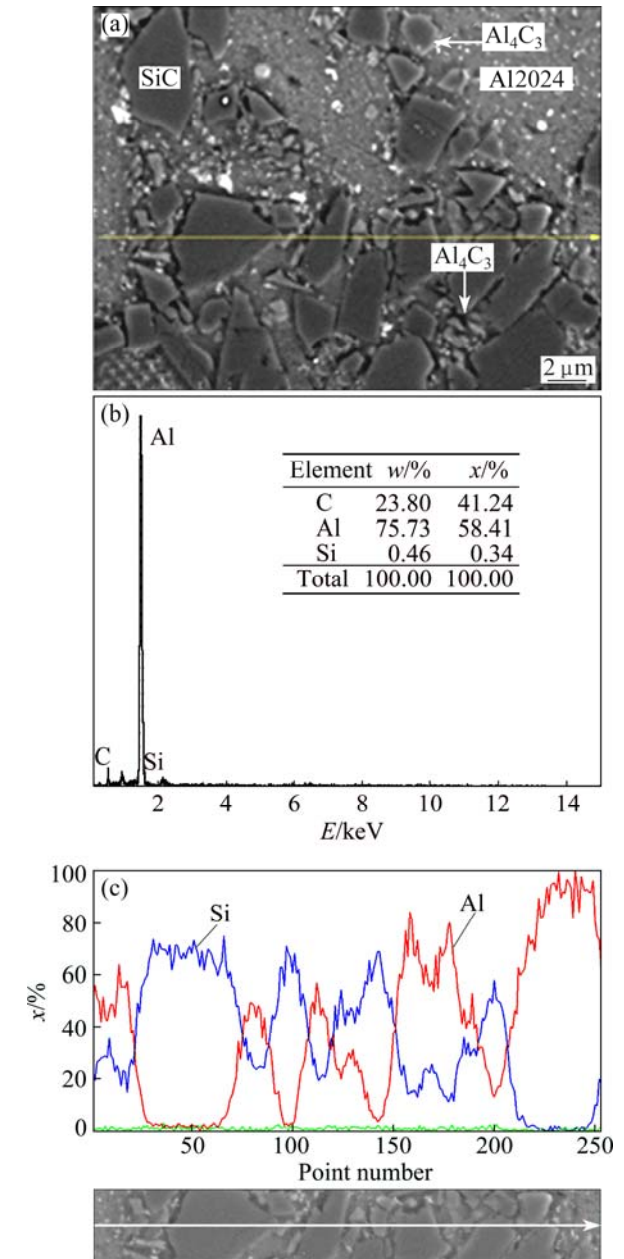 (a)
Al₄C₃
SiC
Al2024
Al₄C₃
2 μm
(b)
Al
Element w/% x/%
C 23.80 41.24
Al 75.73 58.41
Si 0.46 0.34
Total 100.00 100.00
C
Si
2 4 6 8 10 12 14
E/keV
(c)
Si
Al
100
80
60
40
20
0
x/%
50 100 150 200 250
Point number